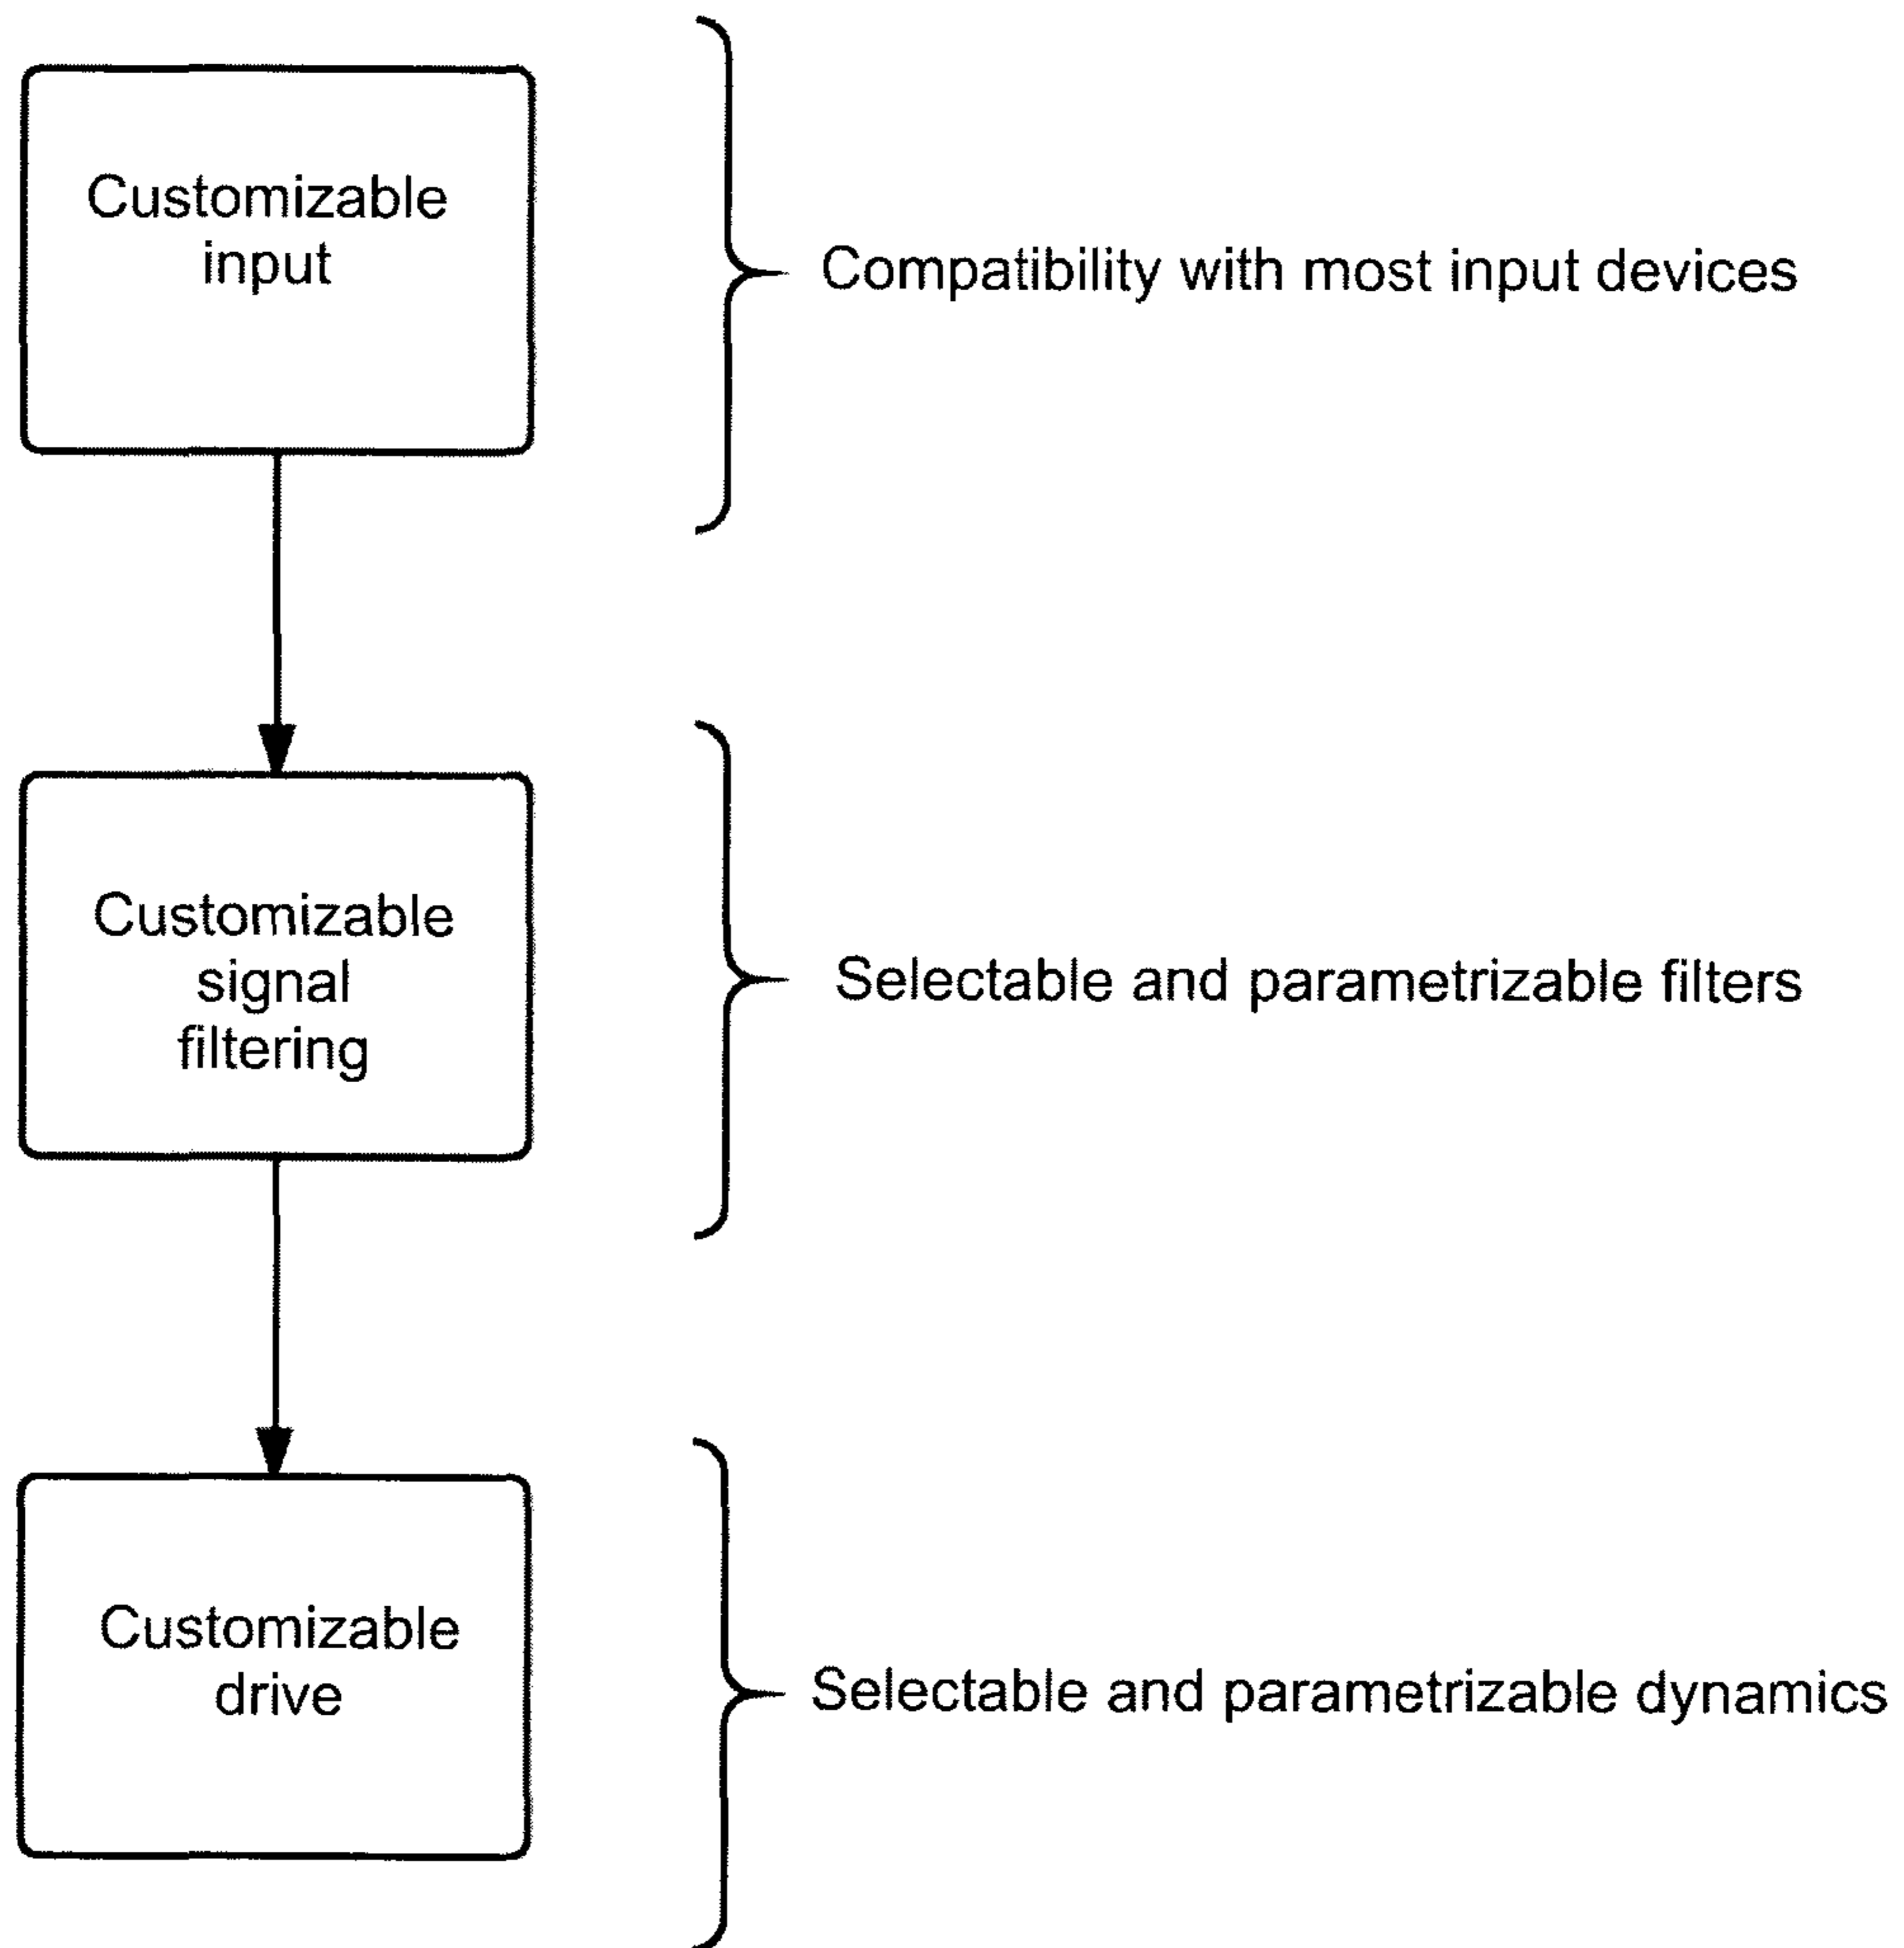 Customizable
input
Compatibility with most input devices
Customizable
signal
filtering
Selectable and parametrizable filters
Customizable
drive
Selectable and parametrizable dynamics